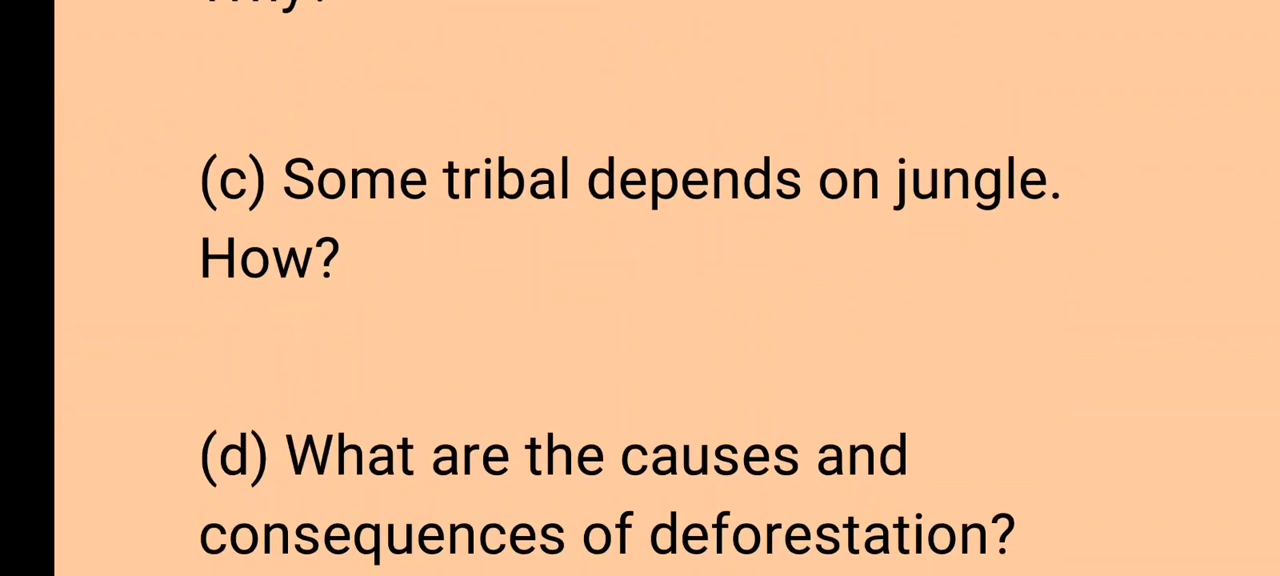 (c) Some tribal depends on jungle.
How?
(d) What are the causes and
consequences of deforestation?